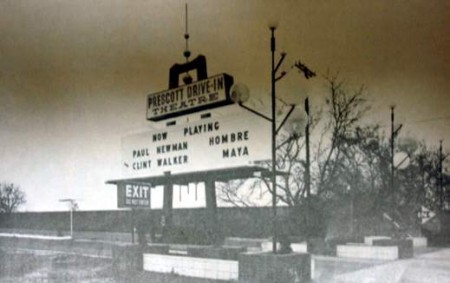 PRESCOTT DRIVE-IN
THEATRE
NOW PLAYING
PAUL NEWMAN HOMBRE
CLINT WALKER MAYA
EXIT